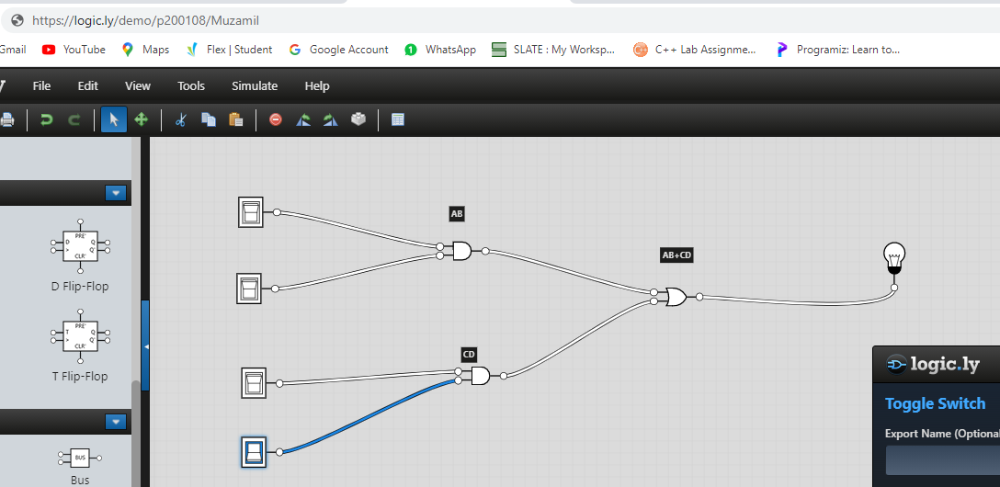 https://logic.ly/demo/p200108/Muzamil
Gmail YouTube Maps Flex | Student Google Account WhatsApp SLATE : My Worksp... C++ Lab Assignme... Programiz: Learn to...
y File Edit View Tools Simulate Help
AB
PRE'
D Q
> Q'
CLR'
D Flip-Flop
AB+CD
PRE'
T Q
> Q'
CLR'
T Flip-Flop
CD
logic.ly
Toggle Switch
Export Name (Optional
BUS
Bus